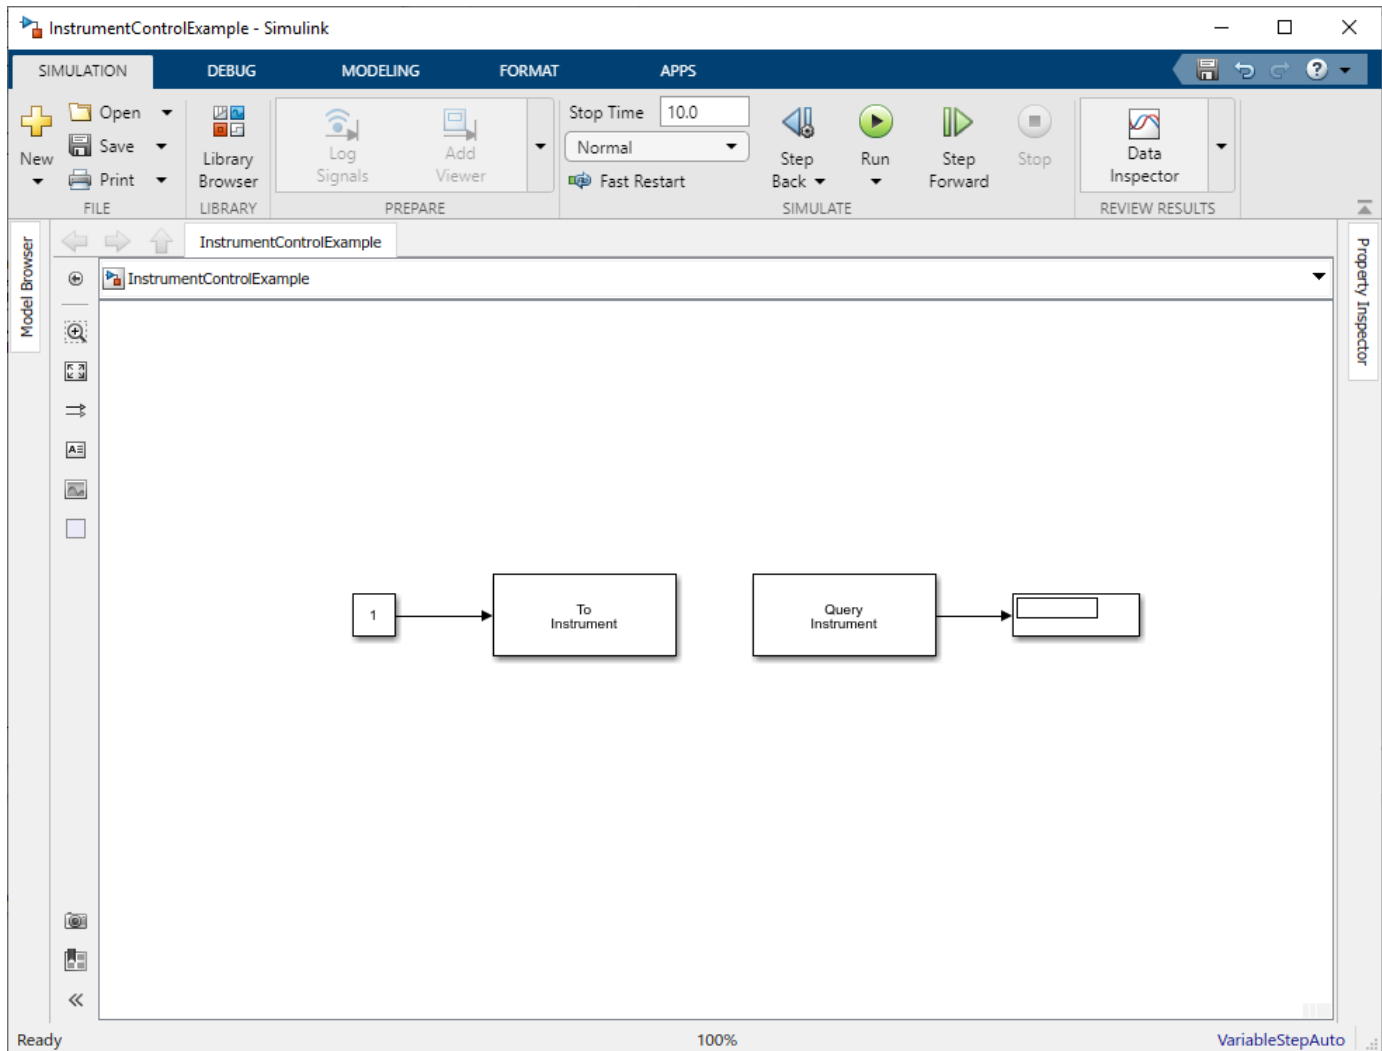 InstrumentControlExample - Simulink
SIMULATION DEBUG MODELING FORMAT APPS
New
Open
Save
Print
FILE
Library
Browser
LIBRARY
Log
Signals
Add
Viewer
PREPARE
Stop Time 10.0
Normal
Fast Restart
Step
Back
Run
Step
Forward
Stop
SIMULATE
Data
Inspector
REVIEW RESULTS
Model Browser
InstrumentControlExample
InstrumentControlExample
Property Inspector
1
To
Instrument
Query
Instrument
Ready 100% VariableStepAuto